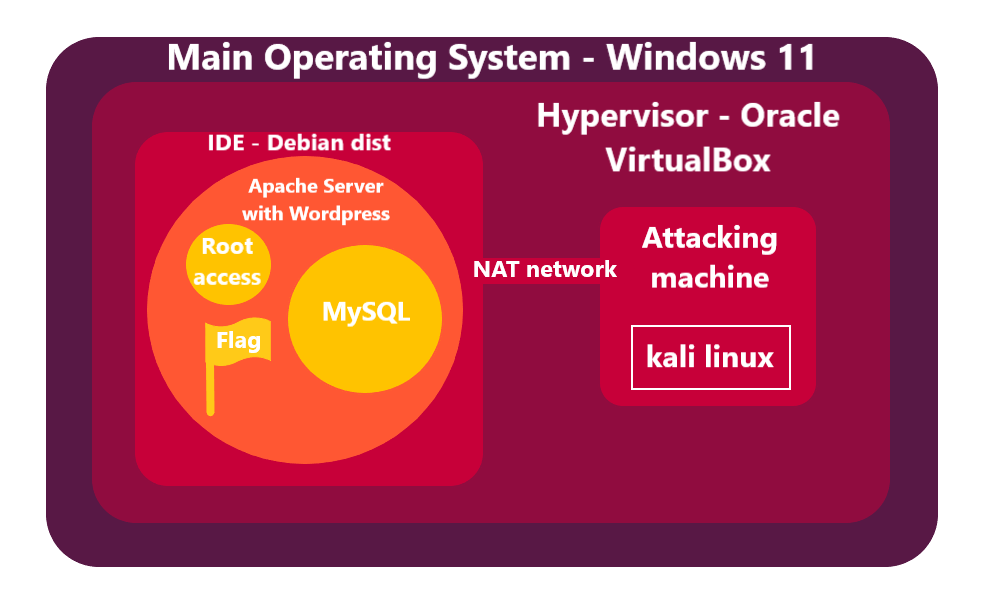 Main Operating System - Windows 11
Hypervisor - Oracle
VirtualBox
IDE - Debian dist
Apache Server
with Wordpress
Root
access
MySQL
Flag
NAT network
Attacking
machine
kali linux